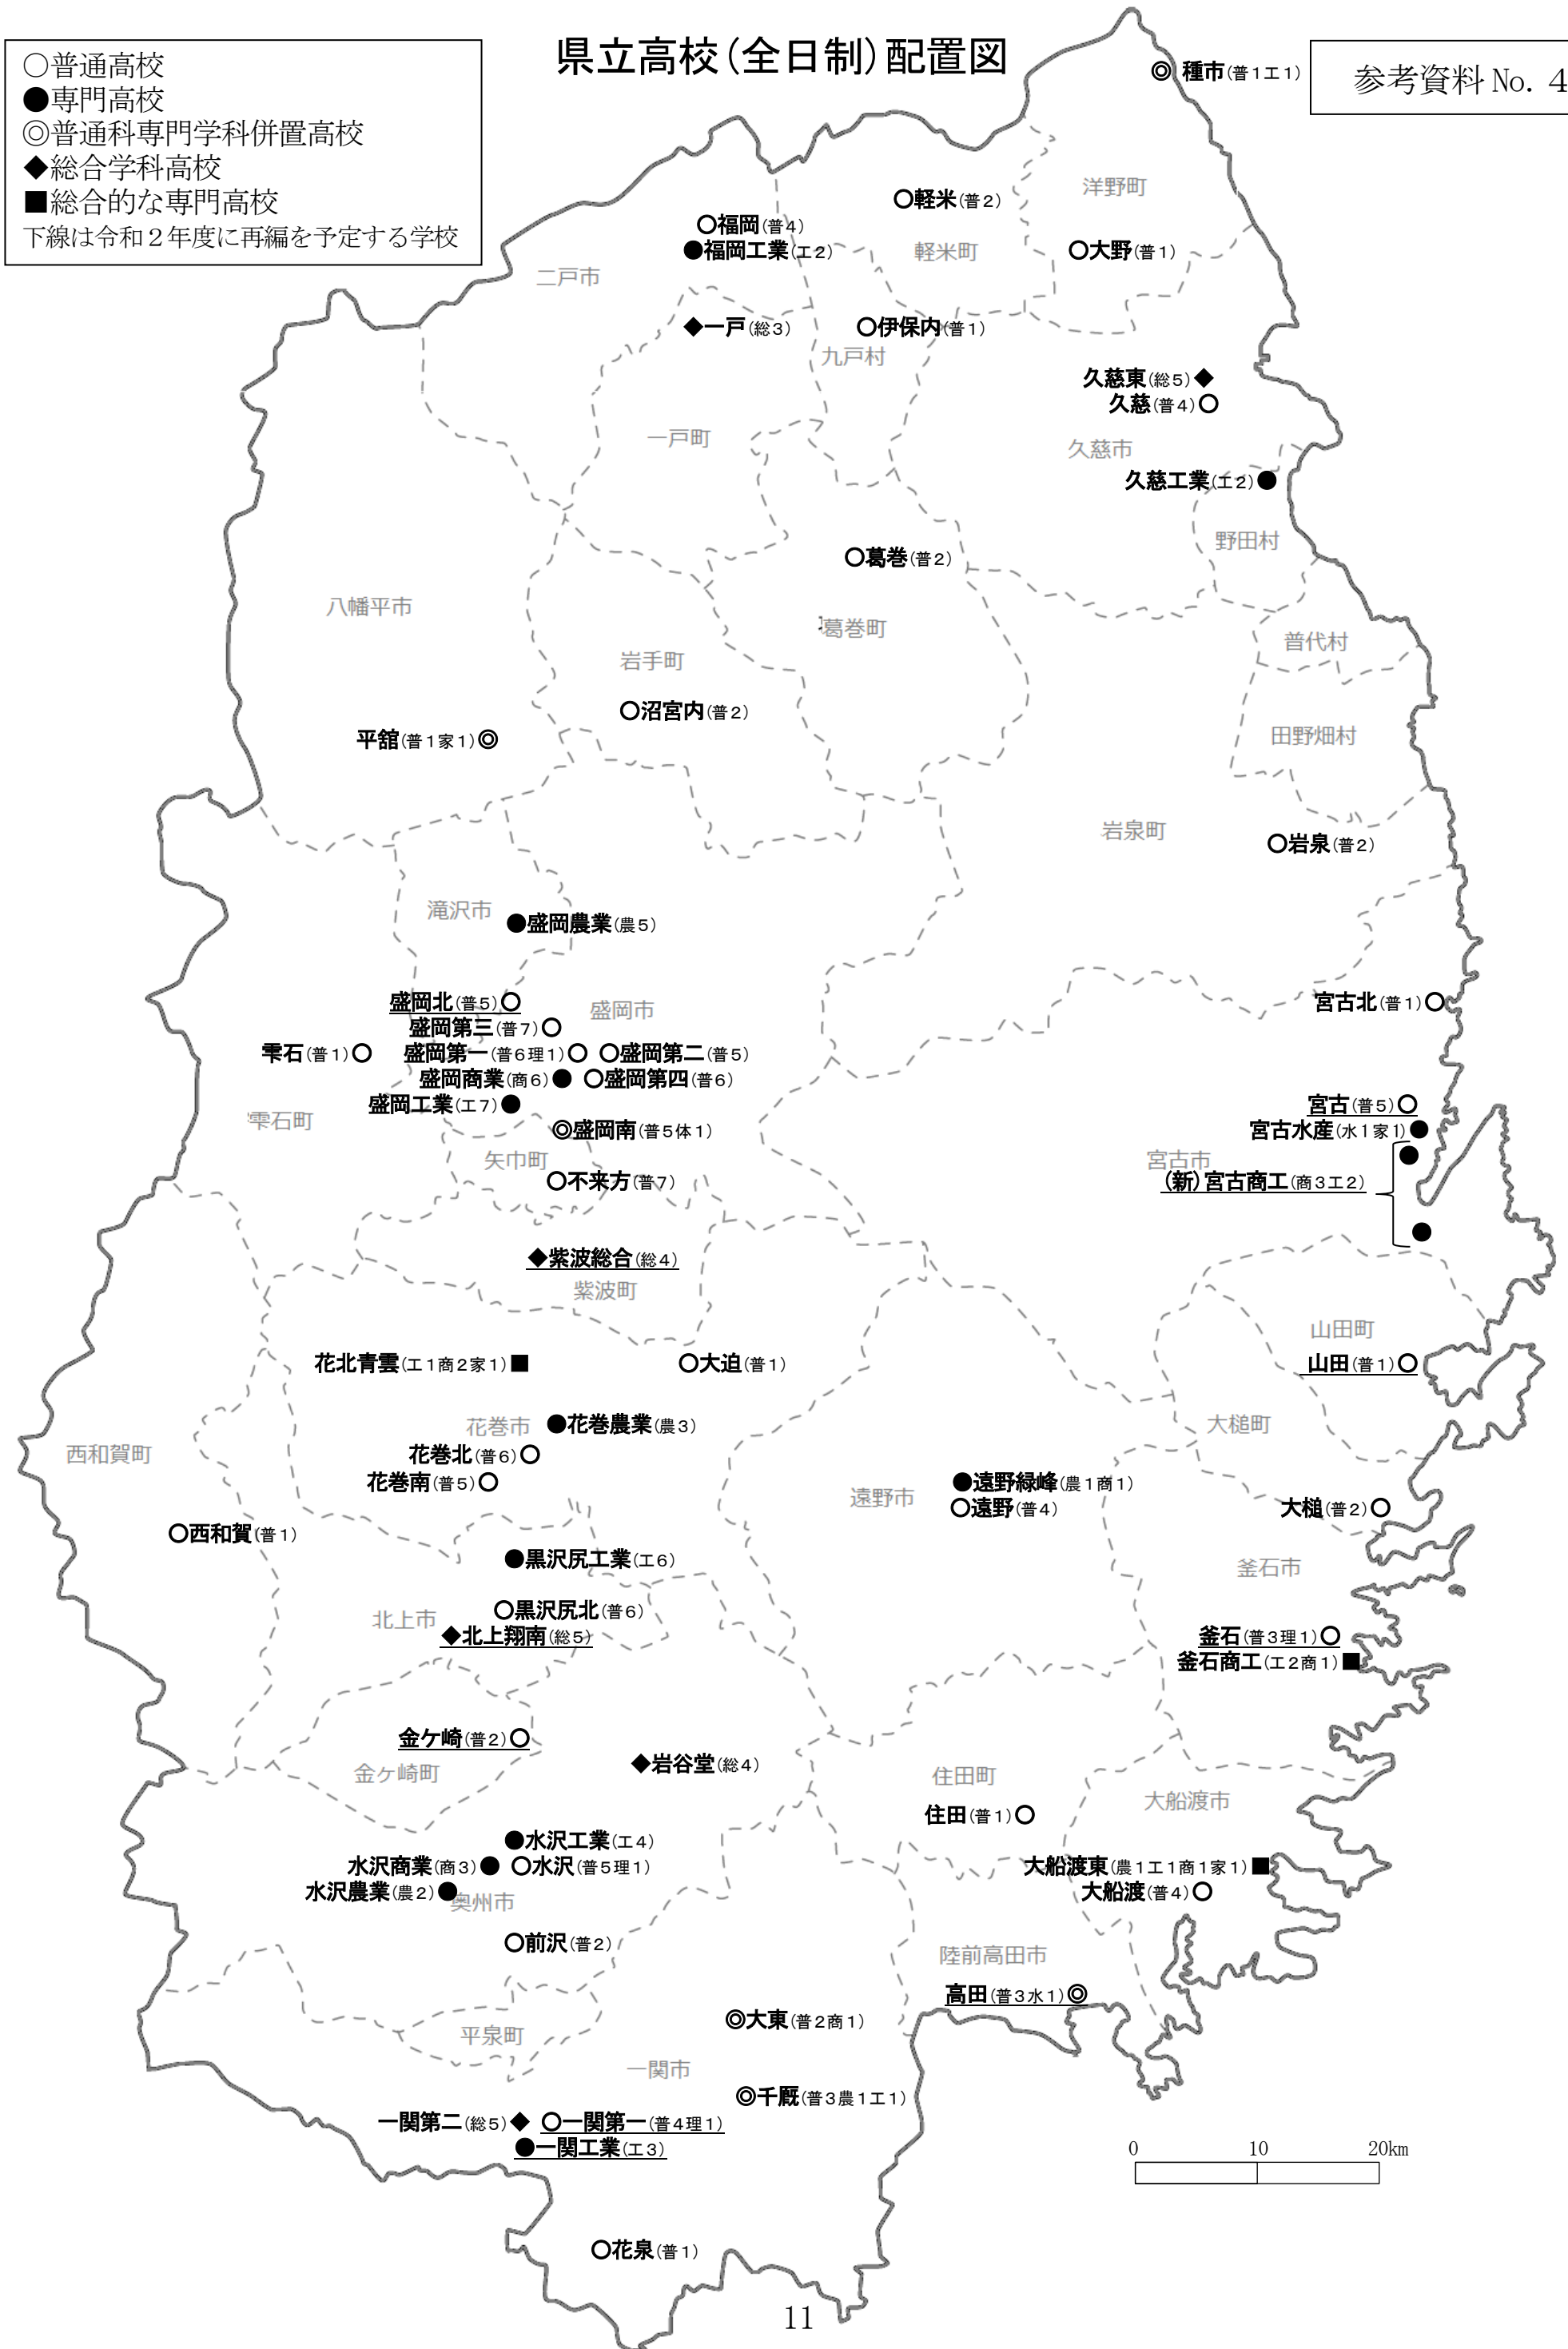 県立高校（全日制）配置図
参考資料 No. 4
○普通高校
●専門高校
◎普通科専門学科併置高校
◆総合学科高校
■総合的な専門高校
下線は令和２年度に再編を予定する学校
◎ 種市(普1工1)
洋野町
○軽米(普2)
○福岡(普4)
●福岡工業(工2)
軽米町
○大野(普1)
二戸市
◆一戸(総3)
○伊保内(普1)
九戸村
久慈東(総5)◆
久慈(普4)○
一戸町
久慈市
久慈工業(工2)●
野田村
○葛巻(普2)
八幡平市
葛巻町
普代村
岩手町
○沼宮内(普2)
平舘(普1家1)◎
田野畑村
岩泉町
○岩泉(普2)
滝沢市
●盛岡農業(農5)
盛岡北(普5)○
盛岡市
宮古北(普1)○
盛岡第三(普7)○
雫石(普1)○
盛岡第一(普6理1)○
○盛岡第二(普5)
盛岡商業(商6)●
○盛岡第四(普6)
盛岡工業(工7)●
雫石町
宮古(普5)○
◎盛岡南(普5体1)
宮古水産(水1家1)●
●
矢巾町
宮古市
○不来方(普7)
(新)宮古商工(商3工2)
●
◆紫波総合(総4)
紫波町
山田町
花北青雲(工1商2家1)■
○大迫(普1)
山田(普1)○
花巻市
●花巻農業(農3)
大槌町
西和賀町
花巻北(普6)○
花巻南(普5)○
●遠野緑峰(農1商1)
遠野市
○遠野(普4)
大槌(普2)○
○西和賀(普1)
●黒沢尻工業(工6)
釜石市
○黒沢尻北(普6)
北上市
◆北上翔南(総5)
釜石(普3理1)○
釜石商工(工2商1)■
金ケ崎(普2)○
◆岩谷堂(総4)
金ヶ崎町
住田町
大船渡市
住田(普1)○
●水沢工業(工4)
水沢商業(商3)●
○水沢(普5理1)
大船渡東(農1工1商1家1)■
水沢農業(農2)●
大船渡(普4)○
奥州市
○前沢(普2)
陸前高田市
高田(普3水1)◎
◎大東(普2商1)
平泉町
一関市
◎千厩(普3農1工1)
一関第二(総5)◆
○一関第一(普4理1)
●一関工業(工3)
0 10 20km
○花泉(普1)
11